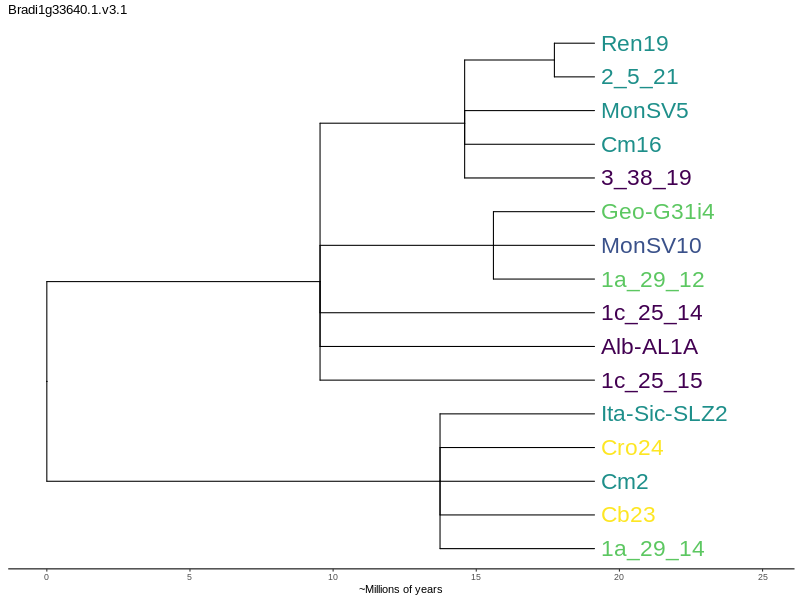 Bradi1g33640.1.v3.1
Ren19
2_5_21
MonSV5
Cm16
3_38_19
Geo-G31i4
MonSV10
1a_29_12
1c_25_14
Alb-AL1A
1c_25_15
Ita-Sic-SLZ2
Cro24
Cm2
Cb23
1a_29_14
0 5 10 15 20 25
~Millions of years